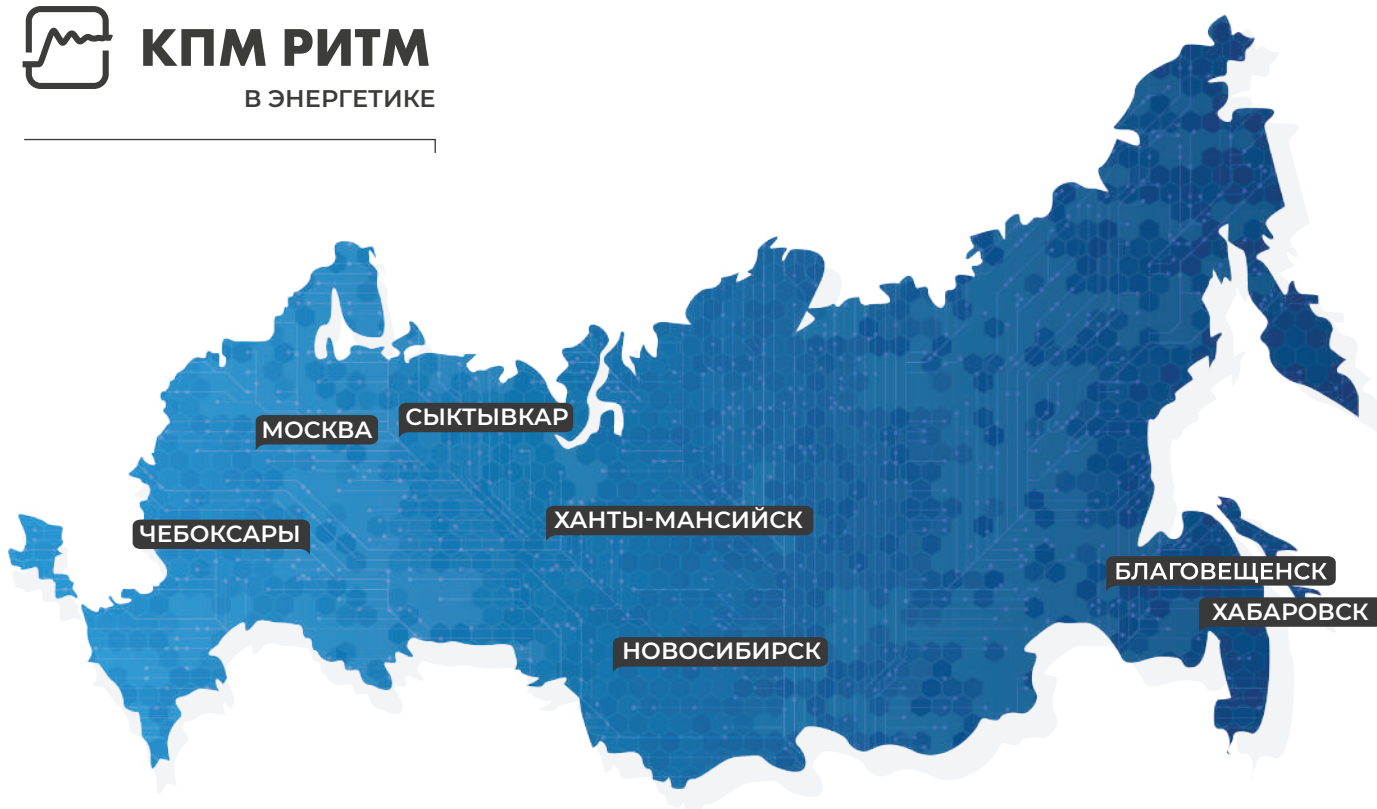 КПМ РИТМ
В ЭНЕРГЕТИКЕ
МОСКВА
СЫКТЫВКАР
ЧЕБОКСАРЫ
ХАНТЫ-МАНСИЙСК
БЛАГОВЕЩЕНСК
ХАБАРОВСК
НОВОСИБИРСК